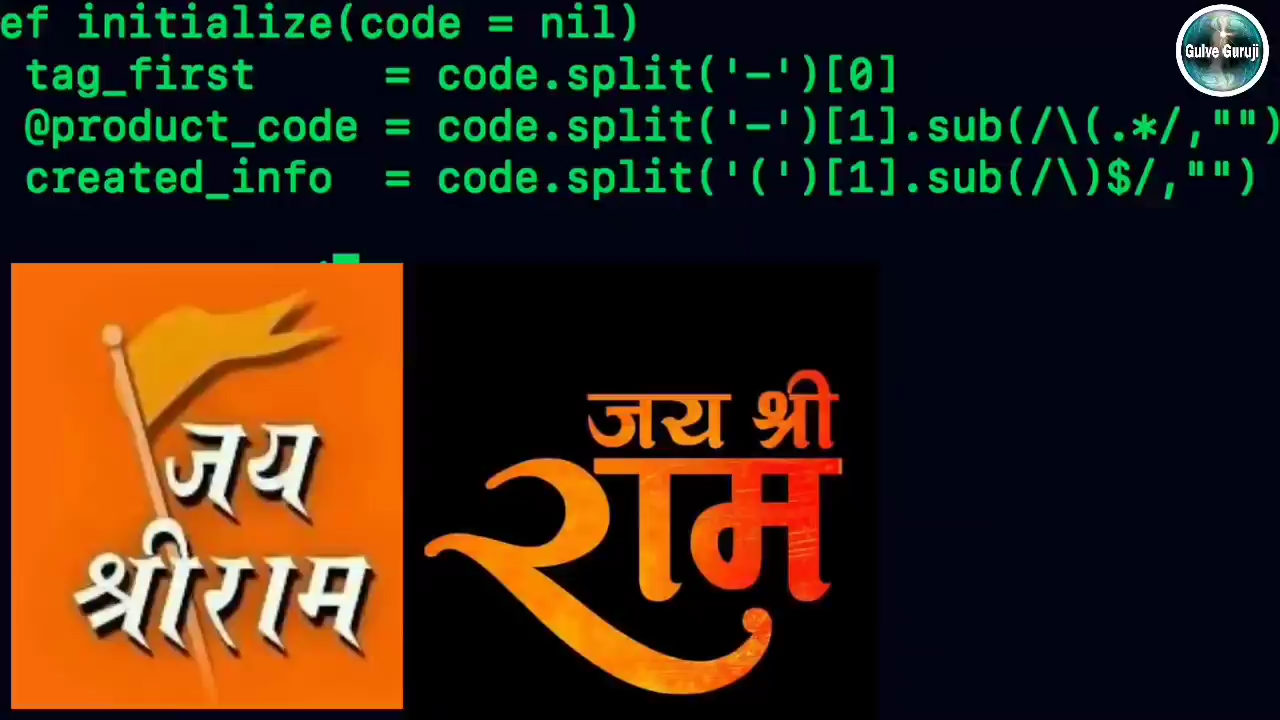 ef initialize(code = nil)
tag_first = code.split('-')[0]
@product_code = code.split('-')[1].sub(/\(.*/,"")
created_info = code.split('(')[1].sub(/\)$/,"")
Gulve Guruji
जय
श्रीराम
जय श्री
राम